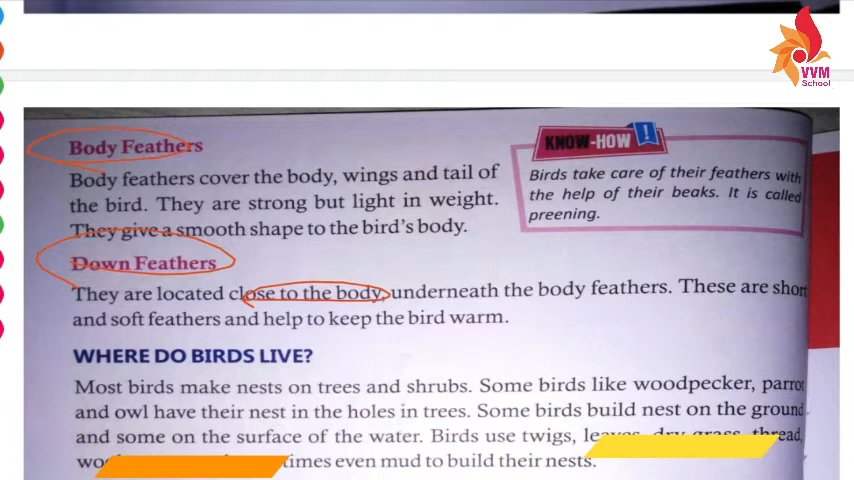 VVM
School
Body Feathers
Body feathers cover the body, wings and tail of
the bird. They are strong but light in weight.
They give a smooth shape to the bird's body.
KNOW-HOW !
Birds take care of their feathers with
the help of their beaks. It is called
preening.
Down Feathers
They are located close to the body, underneath the body feathers. These are short
and soft feathers and help to keep the bird warm.
WHERE DO BIRDS LIVE?
Most birds make nests on trees and shrubs. Some birds like woodpecker, parrot
and owl have their nest in the holes in trees. Some birds build nest on the ground
and some on the surface of the water. Birds use twigs, leaves, dry grass, thread,
times even mud to build their nests.